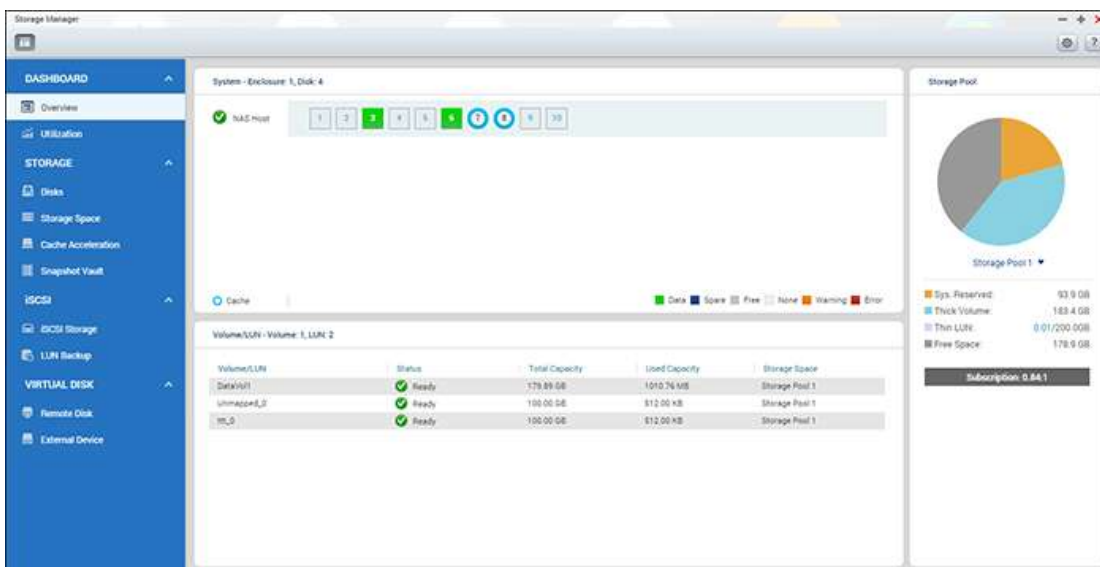 Storage Manager
DASHBOARD
Overview
Utilization
STORAGE
Disks
Storage Space
Cache Acceleration
Snapshot Vault
iSCSI
iSCSI Storage
LUN Backup
VIRTUAL DISK
Remote Disk
External Device
System - Enclosure: 1, Disk: 4
NAS Host 1 2 3 4 5 6 7 8 9 10
Cache Data Spare Free None Warning Error
Volume/LUN - Volume: 1, LUN: 2
Volume/LUN Status Total Capacity Used Capacity Storage Space
DataVol1 Ready 179.89 GB 1010.76 MB Storage Pool 1
Unmapped_0 Ready 100.00 GB 512.00 KB Storage Pool 1
Ready 100.00 GB 512.00 KB Storage Pool 1
Storage Pool
Storage Pool 1
Sys. Reserved: 93.9 GB
Thick Volume: 183.4 GB
Thin LUN: 0.01/200.0GB
Free Space: 178.9 GB
Subscription: 0.84:1